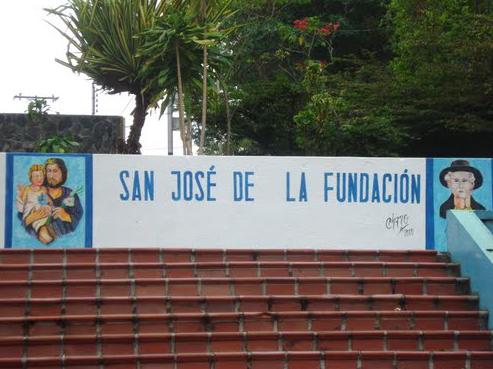 SAN JOSÉ DE LA FUNDACIÓN